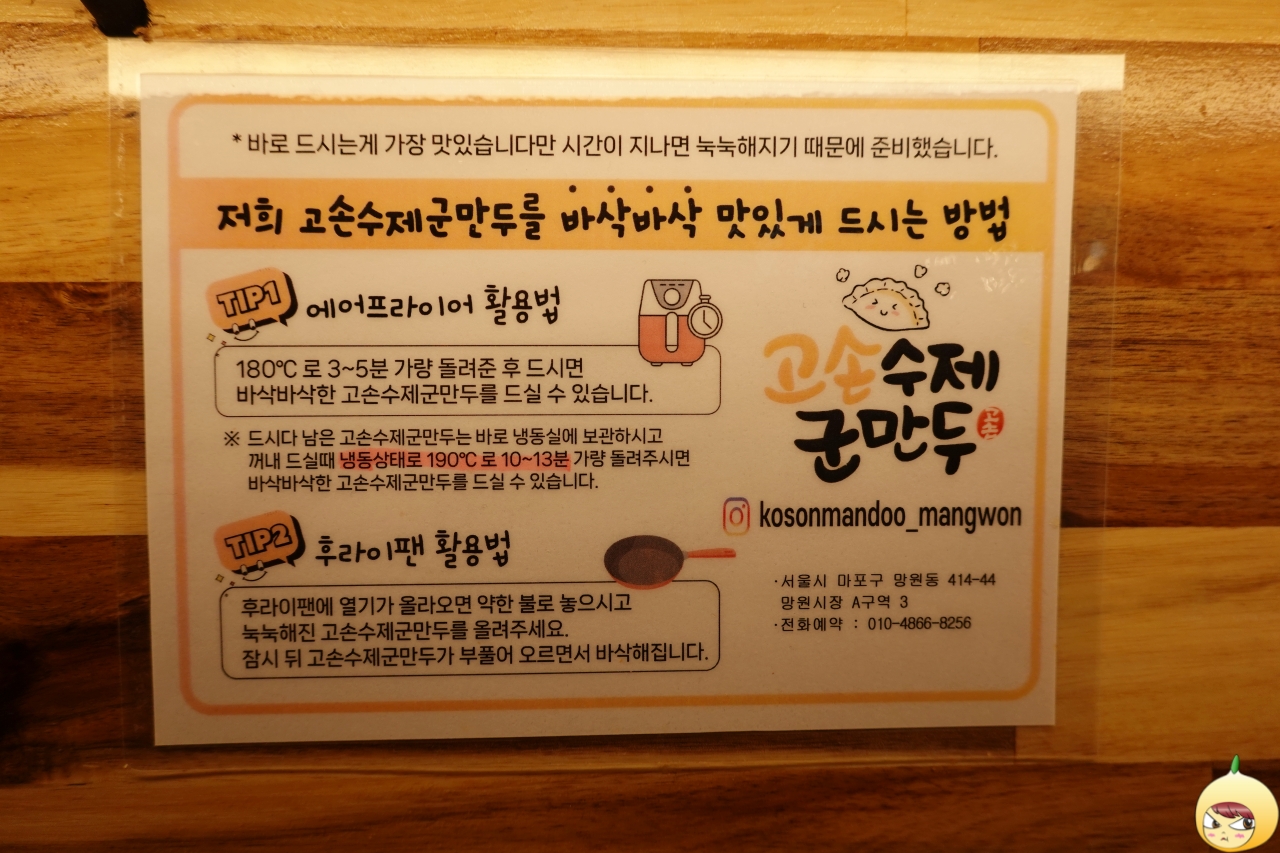 * 바로 드시는게 가장 맛있습니다만 시간이 지나면 눅눅해지기 때문에 준비했습니다.
저희 고손수제군만두를 바삭바삭 맛있게 드시는 방법
TIP1 에어프라이어 활용법
180℃ 로 3~5분 가량 돌려준 후 드시면
바삭바삭한 고손수제군만두를 드실 수 있습니다.
※ 드시다 남은 고손수제군만두는 바로 냉동실에 보관하시고
꺼내 드실때 냉동상태로 190℃ 로 10~13분 가량 돌려주시면
바삭바삭한 고손수제군만두를 드실 수 있습니다.
TIP2 후라이팬 활용법
후라이팬에 열기가 올라오면 약한 불로 놓으시고
눅눅해진 고손수제군만두를 올려주세요.
잠시 뒤 고손수제군만두가 부풀어 오르면서 바삭해집니다.
고손수제
군만두
고손
kosonmandoo_mangwon
·서울시 마포구 망원동 414-44
망원시장 A구역 3
·전화예약 : 010-4866-8256